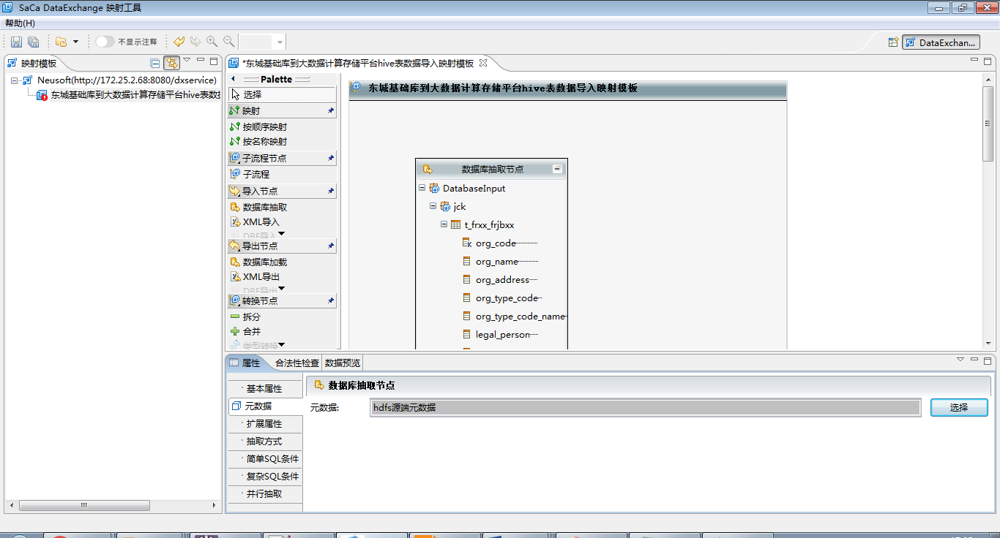 SaCa DataExchange 映射工具
帮助(H)
不显示注释
DataExchan...
映射模板
Neusoft(http://172.25.2.68:8080/dxservice)
东城基础库到大数据计算存储平台hive表数据
*东城基础库到大数据计算存储平台hive表数据导入映射模板
Palette
选择
映射
按顺序映射
按名称映射
子流程节点
子流程
导入节点
数据库抽取
XML导入
DBF导入
导出节点
数据库加载
XML导出
DBF导出
转换节点
拆分
合并
类型转换
东城基础库到大数据计算存储平台hive表数据导入映射模板
数据库抽取节点
DatabaseInput
jck
t_frxx_frjbxx
org_code
org_name
org_address
org_type_code
org_type_code_name
legal_person
属性
合法性检查
数据预览
基本属性
元数据
扩展属性
抽取方式
简单SQL条件
复杂SQL条件
并行抽取
数据库抽取节点
元数据:
hdfs源端元数据
选择